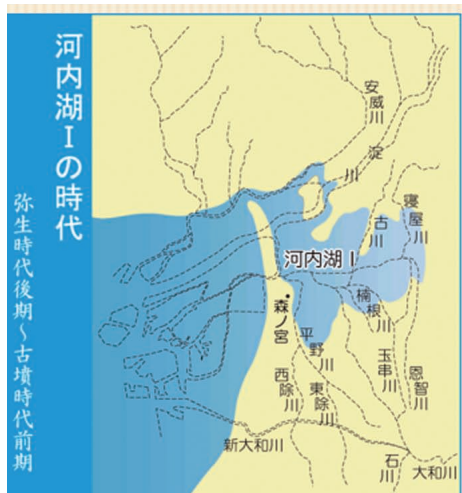 河内湖Ⅰの時代
弥生時代後期～古墳時代前期
安威川
淀川
寝屋川
古川
河内湖Ⅰ
森ノ宮
楠根川
平野川
玉串川
恩智川
西除川
東除川
新大和川
石川
大和川